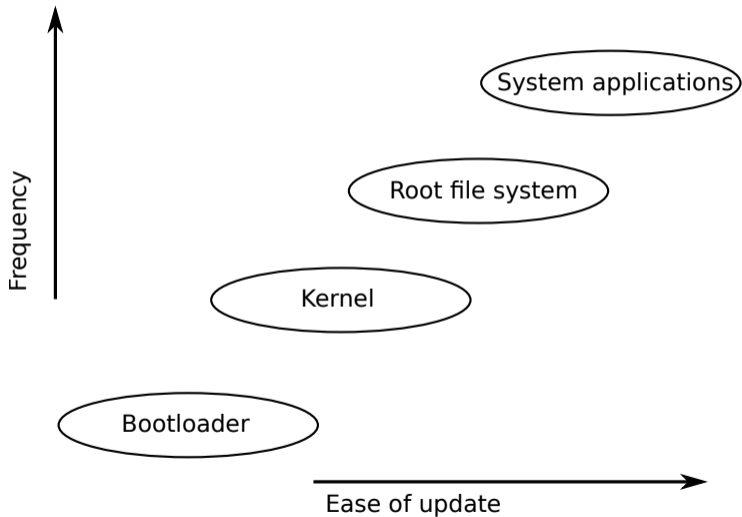 System applications
Root file system
Frequency
Kernel
Bootloader
Ease of update